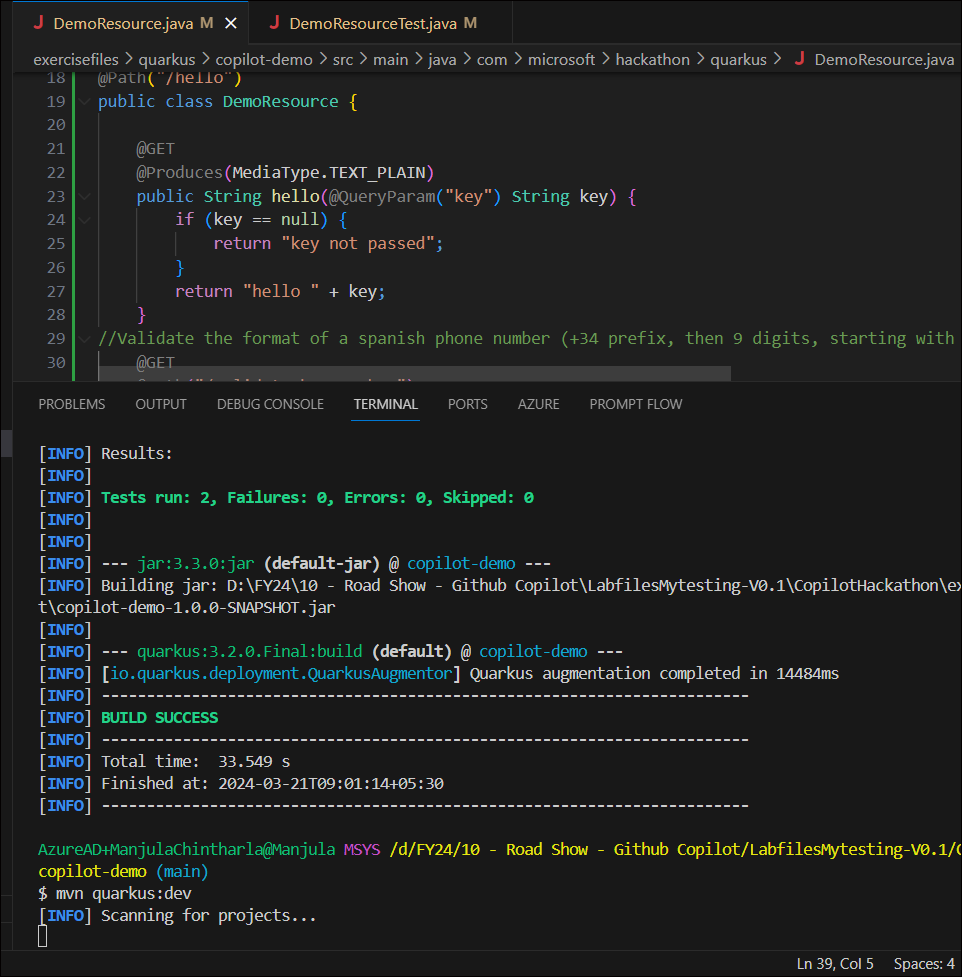 J DemoResource.java M × J DemoResourceTest.java M
exercisefiles > quarkus > copilot-demo > src > main > java > com > microsoft > hackathon > quarkus > J DemoResource.java
18 @Path("/hello")
19 public class DemoResource {
20
21 @GET
22 @Produces(MediaType.TEXT_PLAIN)
23 public String hello(@QueryParam("key") String key) {
24 if (key == null) {
25 return "key not passed";
26 }
27 return "hello " + key;
28 }
29 //Validate the format of a spanish phone number (+34 prefix, then 9 digits, starting with
30 @GET
PROBLEMS OUTPUT DEBUG CONSOLE TERMINAL PORTS AZURE PROMPT FLOW
[INFO] Results:
[INFO]
[INFO] Tests run: 2, Failures: 0, Errors: 0, Skipped: 0
[INFO]
[INFO]
[INFO] --- jar:3.3.0:jar (default-jar) @ copilot-demo ---
[INFO] Building jar: D:\FY24\10 - Road Show - Github Copilot\LabfilesMytesting-V0.1\CopilotHackathon\ex
t\copilot-demo-1.0.0-SNAPSHOT.jar
[INFO]
[INFO] --- quarkus:3.2.0.Final:build (default) @ copilot-demo ---
[INFO] [io.quarkus.deployment.QuarkusAugmentor] Quarkus augmentation completed in 14484ms
[INFO] ------------------------------------------------------------------------
[INFO] BUILD SUCCESS
[INFO] ------------------------------------------------------------------------
[INFO] Total time:  33.549 s
[INFO] Finished at: 2024-03-21T09:01:14+05:30
[INFO] ------------------------------------------------------------------------
AzureAD+ManjulaChintharla@Manjula MSYS /d/FY24/10 - Road Show - Github Copilot/LabfilesMytesting-V0.1/C
copilot-demo (main)
$ mvn quarkus:dev
[INFO] Scanning for projects...
Ln 39, Col 5 Spaces: 4